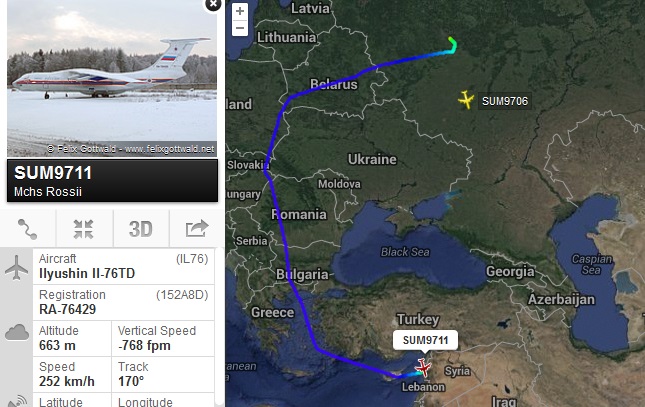 © Felix Gottwald - www.felixgottwald.net
SUM9711
Mchs Rossii
3D
Aircraft (IL76)
Ilyushin Il-76TD
Registration (152A8D)
RA-76429
Altitude Vertical Speed
663 m -768 fpm
Speed Track
252 km/h 170°
Latitude Longitude
+
−
Latvia
Lithuania
Belarus
land
SUM9706
Slovaki
Ukraine
ungary
Moldova
Romania
Serbia
Black Sea
Caspian
Sea
Bulgaria
Georgia
Azerbaijan
Greece
Turkey
SUM9711
Syria
Lebanon
Iraq